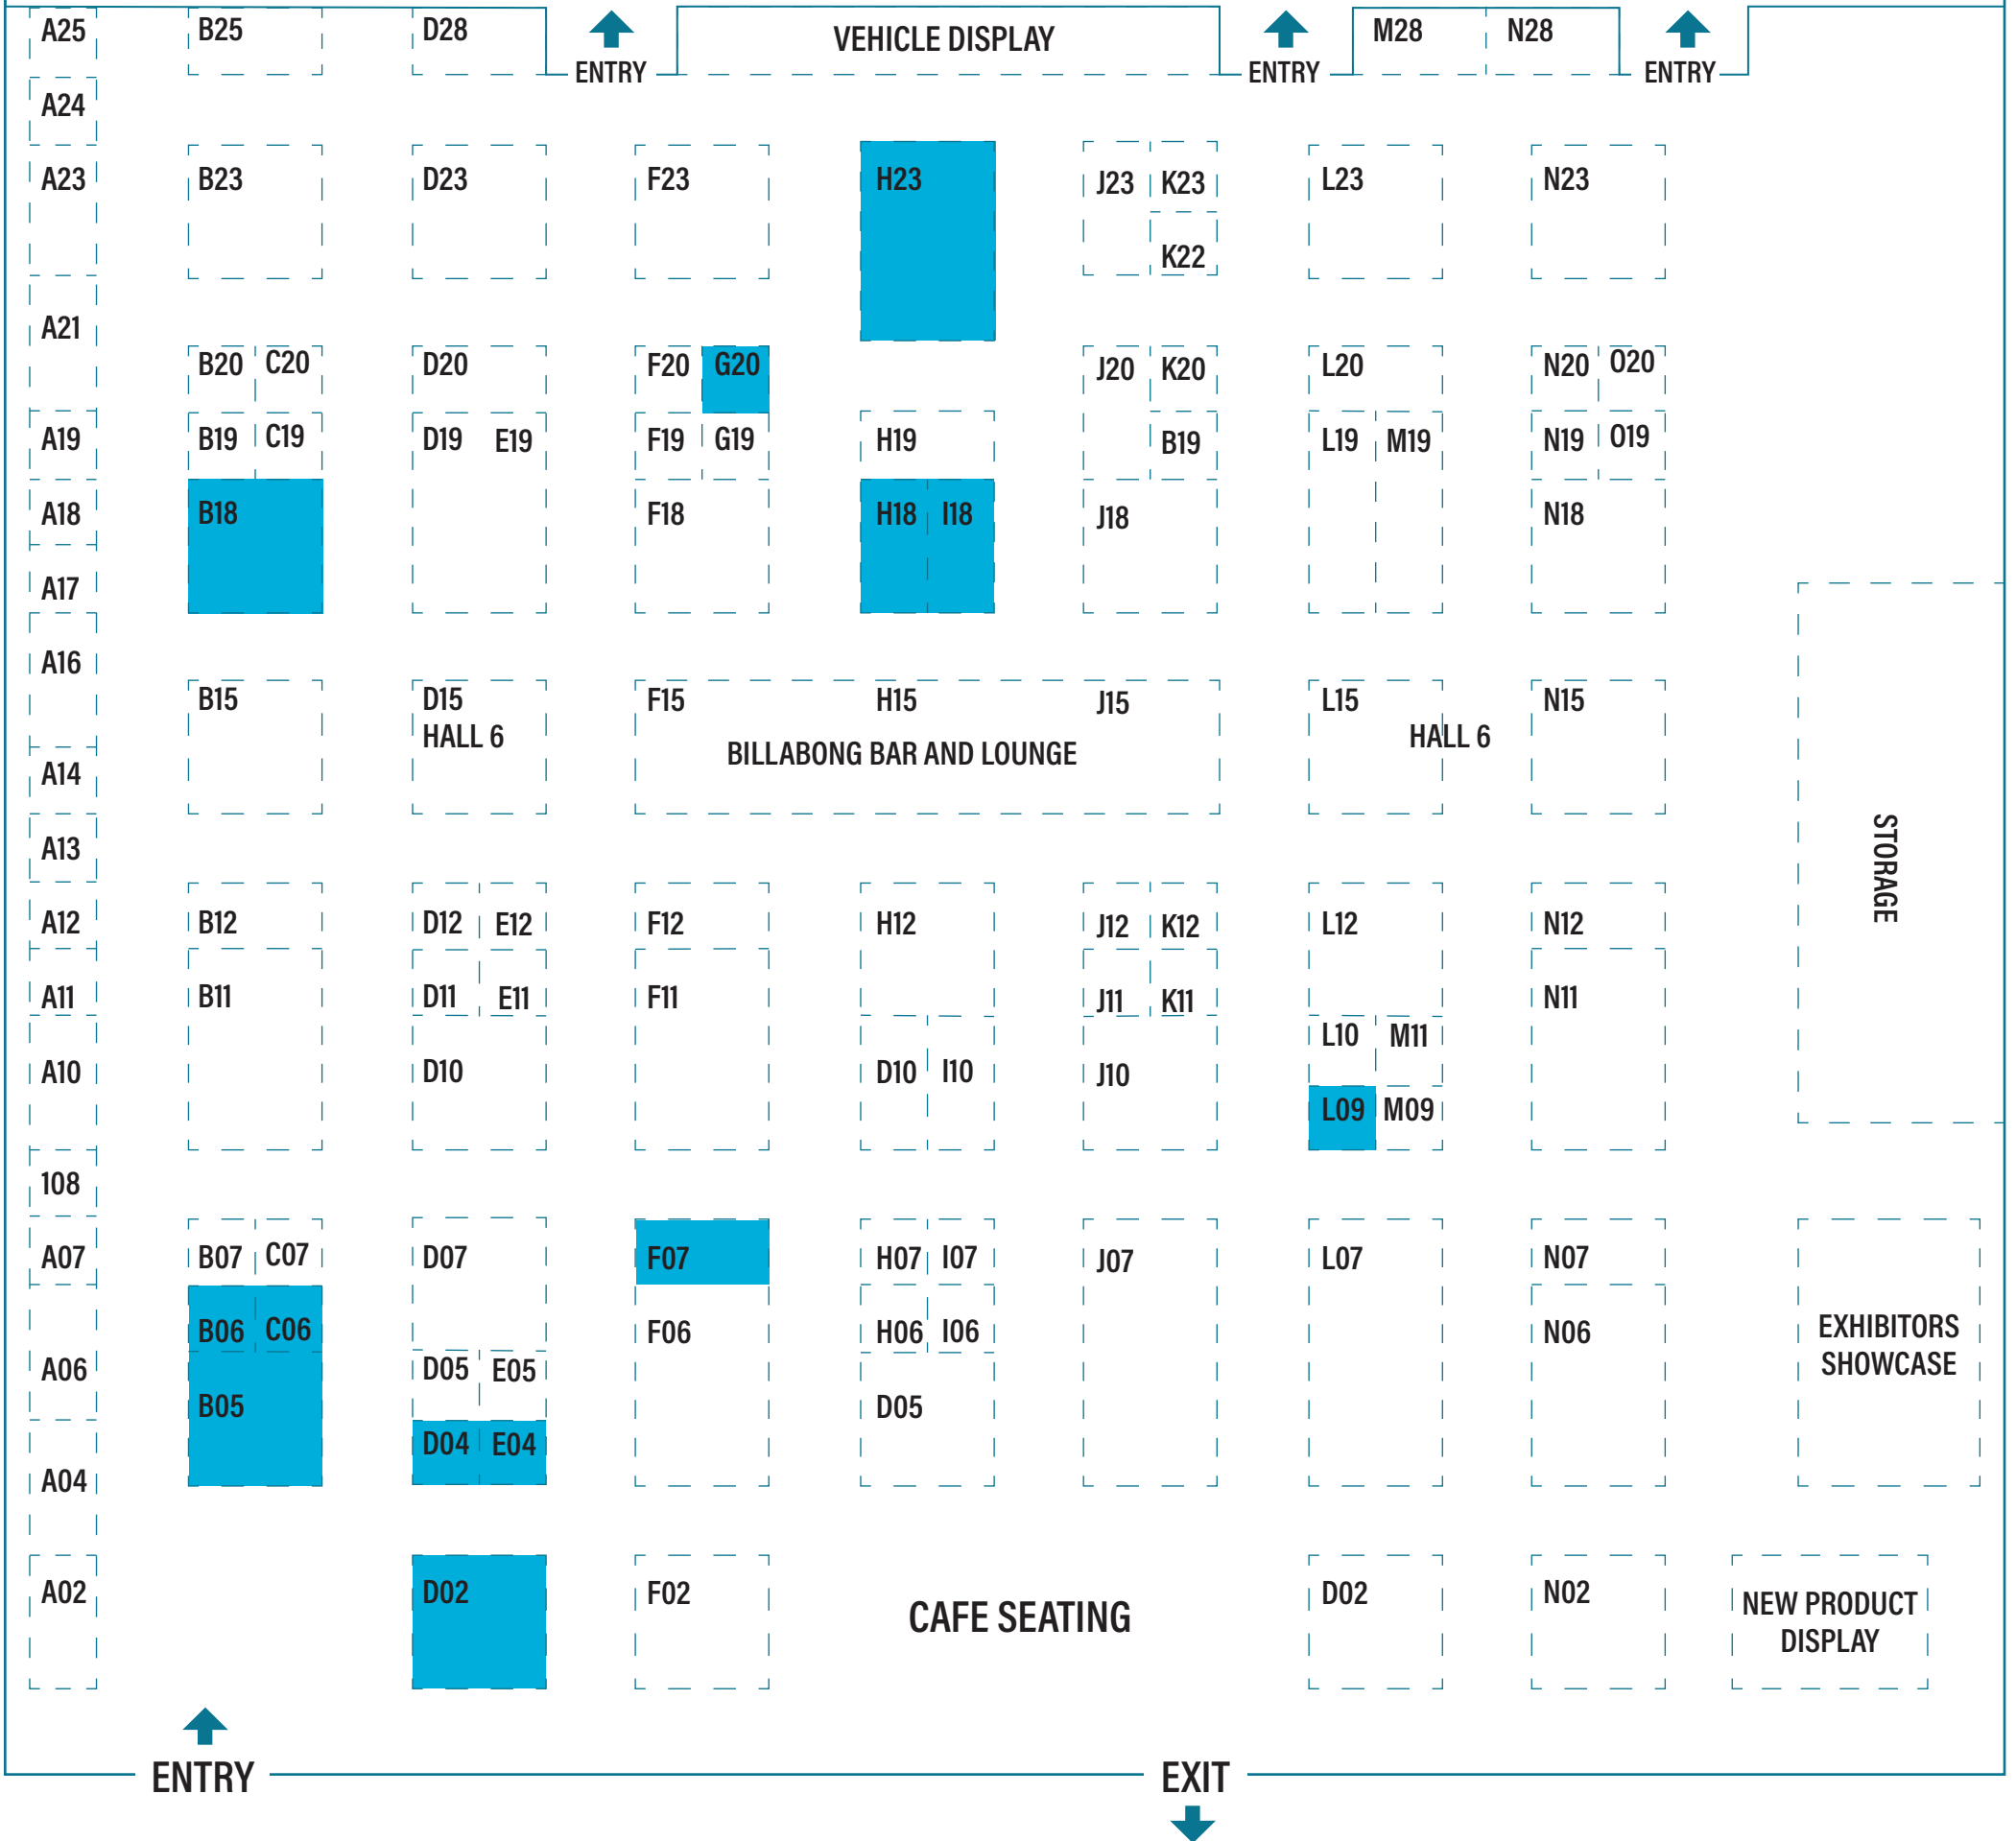 A25 B25 D28 ENTRY VEHICLE DISPLAY ENTRY M28 N28 ENTRY
A24
A23 B23 D23 F23 H23 J23 K23 L23 N23
K22
A21
B20 C20 D20 F20 G20 J20 K20 L20 N20 O20
A19 B19 C19 D19 E19 F19 G19 H19 B19 L19 M19 N19 O19
A18 B18 F18 H18 I18 J18 N18
A17
A16
B15 D15 F15 H15 J15 L15 N15
HALL 6 HALL 6
BILLABONG BAR AND LOUNGE
A14
A13
STORAGE
A12 B12 D12 E12 F12 H12 J12 K12 L12 N12
A11 B11 D11 E11 F11 J11 K11 N11
L10 M11
A10 D10 D10 I10 J10
L09 M09
108
A07 B07 C07 D07 F07 H07 I07 J07 L07 N07
B06 C06 F06 H06 I06 N06
EXHIBITORS
SHOWCASE
A06 D05 E05
B05 D05
D04 E04
A04
A02 D02 F02 CAFE SEATING D02 N02
NEW PRODUCT
DISPLAY
ENTRY EXIT